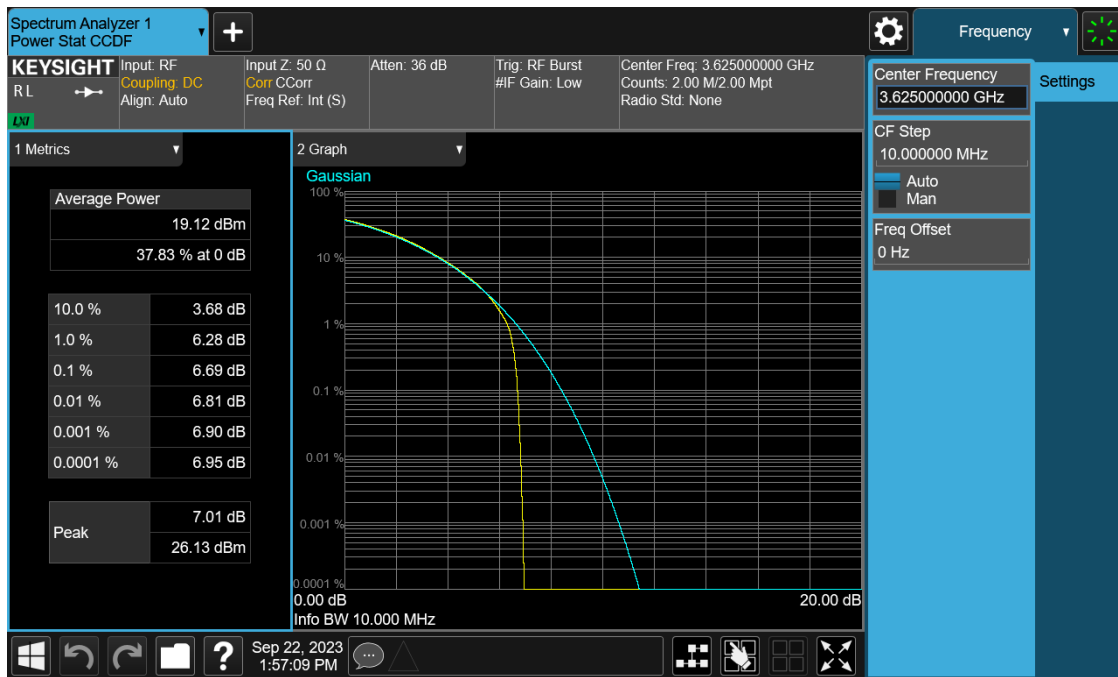 Spectrum Analyzer 1
Power Stat CCDF
+
Frequency
KEYSIGHT
R L
LXI
Input: RF
Coupling: DC
Align: Auto
Input Z: 50 Ω
Corr CCorr
Freq Ref: Int (S)
Atten: 36 dB
Trig: RF Burst
#IF Gain: Low
Center Freq: 3.625000000 GHz
Counts: 2.00 M/2.00 Mpt
Radio Std: None
Center Frequency
3.625000000 GHz
Settings
CF Step
10.000000 MHz
Auto
Man
Freq Offset
0 Hz
1 Metrics
Average Power
19.12 dBm
37.83 % at 0 dB
10.0 % 3.68 dB
1.0 % 6.28 dB
0.1 % 6.69 dB
0.01 % 6.81 dB
0.001 % 6.90 dB
0.0001 % 6.95 dB
Peak
7.01 dB
26.13 dBm
2 Graph
Gaussian
100 %
10 %
1 %
0.1 %
0.01 %
0.001 %
0.0001 %
0.00 dB 20.00 dB
Info BW 10.000 MHz
?
Sep 22, 2023
1:57:09 PM